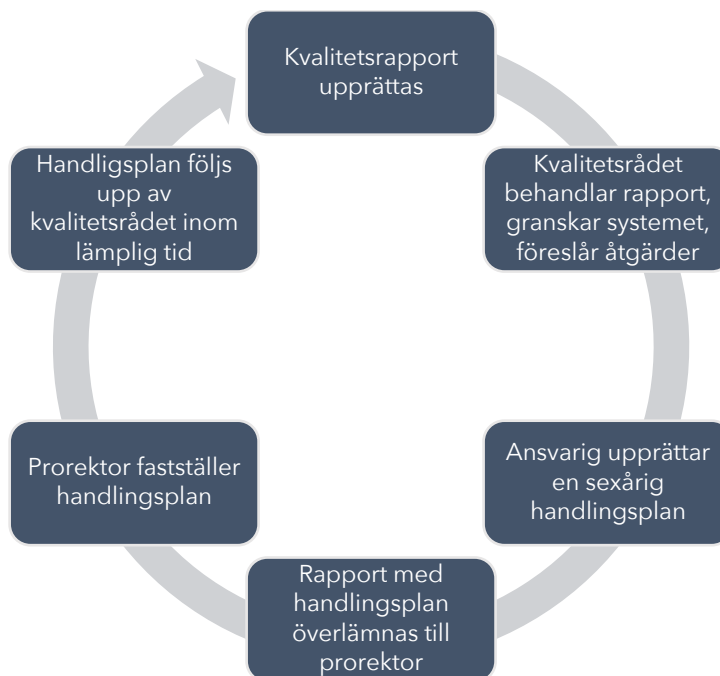 Kvalitetsrapport
upprättas
Kvalitetsrådet
behandlar rapport,
granskar systemet,
föreslår åtgärder
Ansvarig upprättar
en sexårig
handlingsplan
Rapport med
handlingsplan
överlämnas till
prorektor
Prorektor fastställer
handlingsplan
Handligsplan följs
upp av
kvalitetsrådet inom
lämplig tid